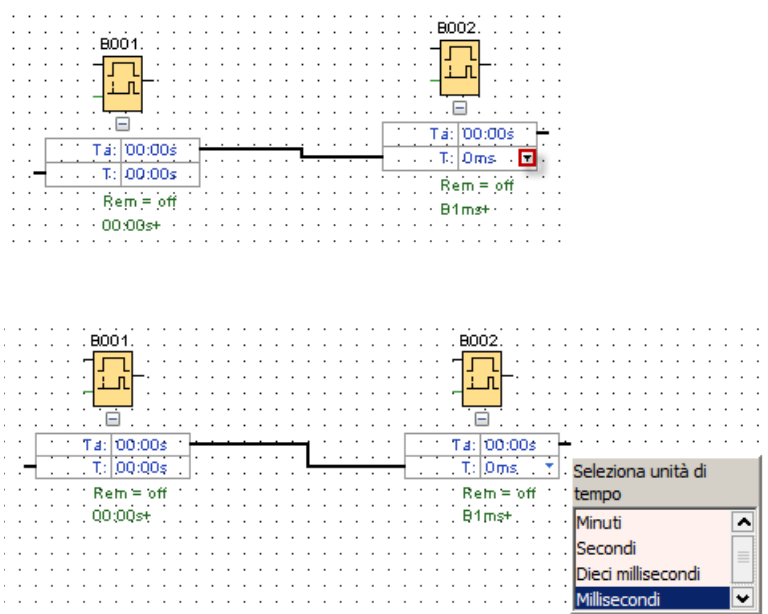 B001
B002
Ta: 00:00s
T: 00:00s
Rem = off
00:00s+
Ta: 00:00s
T: 0ms
Rem = off
B1ms+
B001
B002
Ta: 00:00s
T: 00:00s
Rem = off
00:00s+
Ta: 00:00s
T: 0ms
Rem = off
B1ms+
Seleziona unità di
tempo
Minuti
Secondi
Dieci millisecondi
Millisecondi